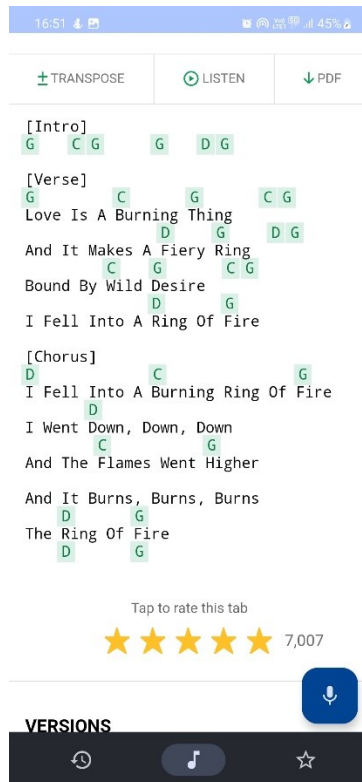 16:51 45%
± TRANSPOSE LISTEN PDF
[Intro]
G C G G D G
[Verse]
G C G C G
Love Is A Burning Thing
D G D G
And It Makes A Fiery Ring
C G C G
Bound By Wild Desire
D G
I Fell Into A Ring Of Fire
[Chorus]
D C G
I Fell Into A Burning Ring Of Fire
D
I Went Down, Down, Down
C G
And The Flames Went Higher
And It Burns, Burns, Burns
D G
The Ring Of Fire
D G
Tap to rate this tab
7,007
VERSIONS